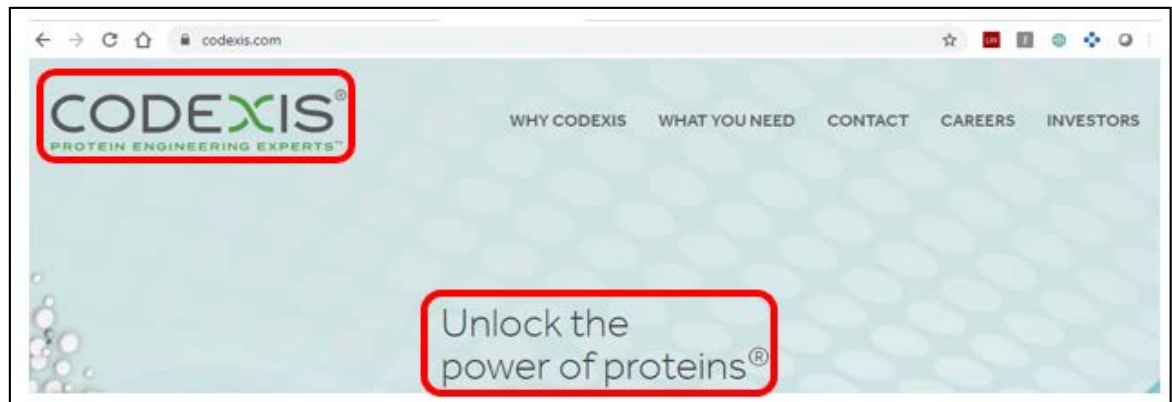 codexis.com
CODEXIS®
PROTEIN ENGINEERING EXPERTS™
WHY CODEXIS WHAT YOU NEED CONTACT CAREERS INVESTORS
Unlock the
power of proteins®